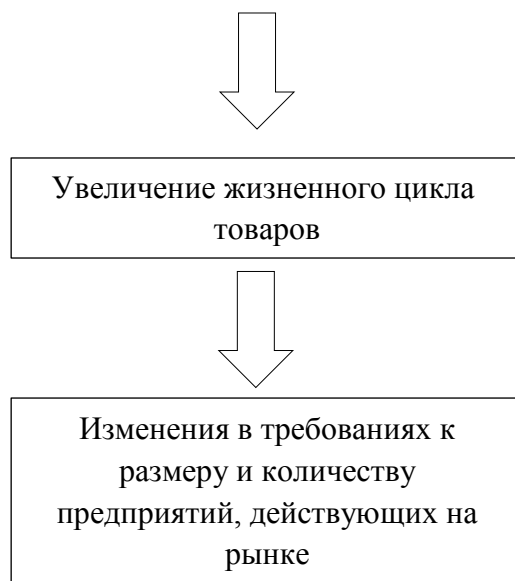 Увеличение жизненного цикла
товаров
Изменения в требованиях к
размеру и количеству
предприятий, действующих на
рынке